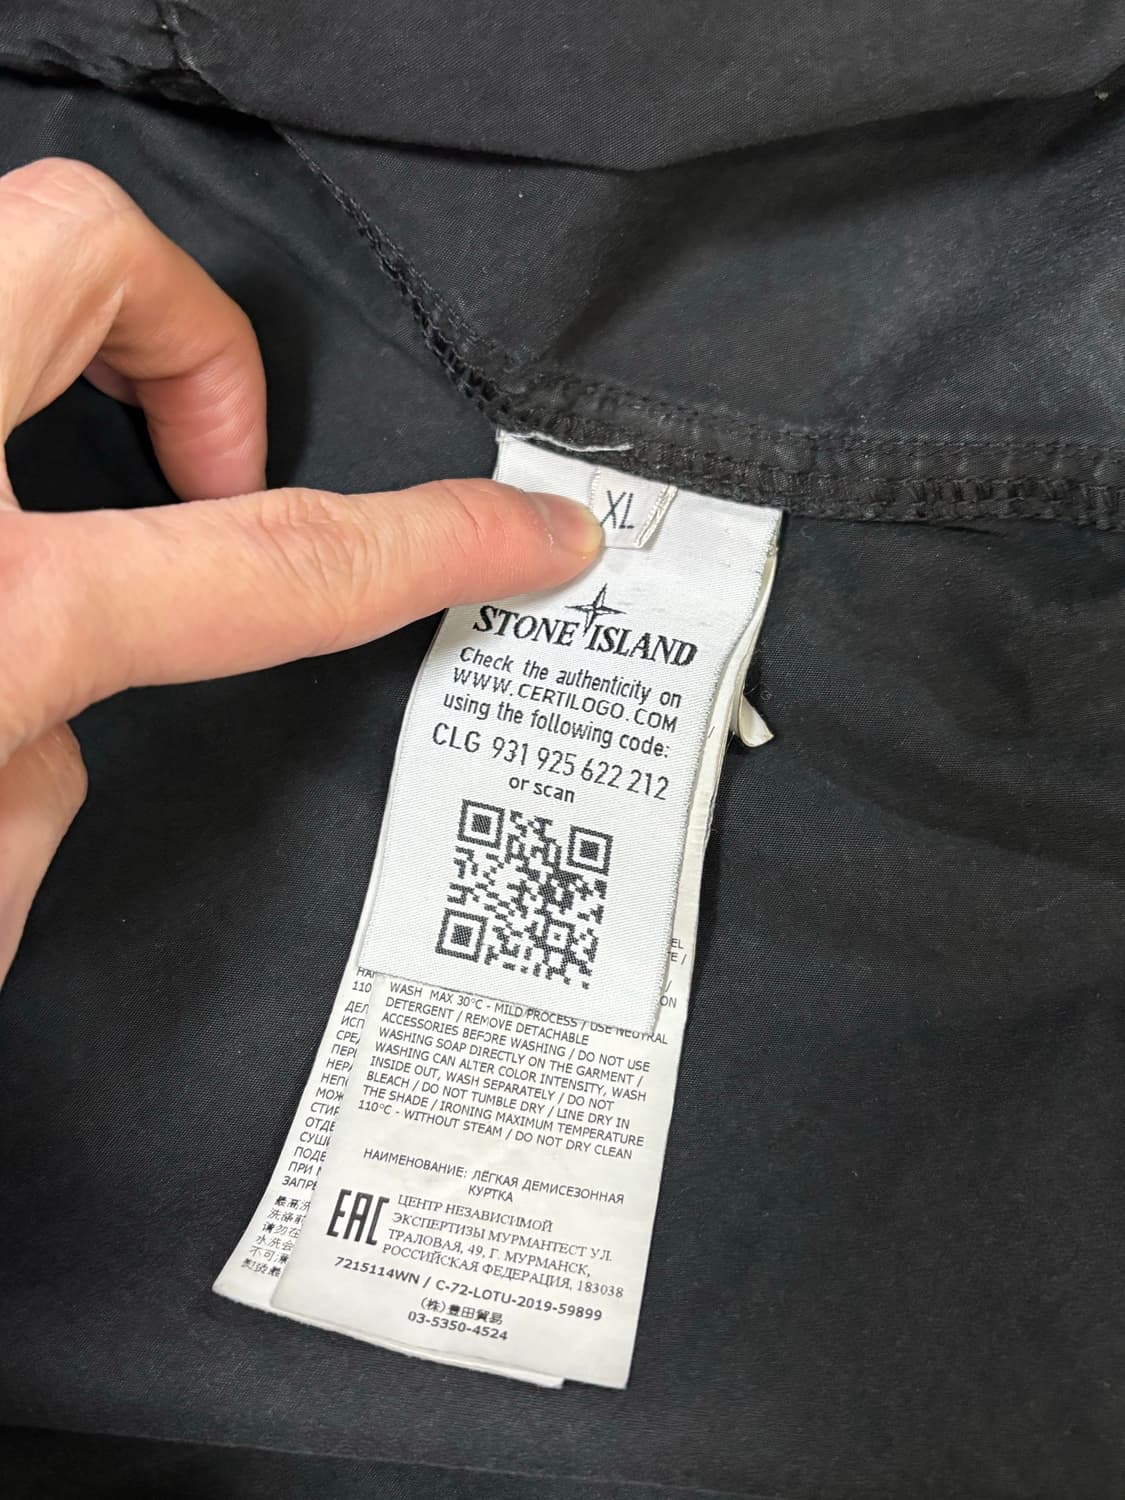 XL
STONE ISLAND
Check the authenticity on
WWW.CERTILOGO.COM
using the following code:
CLG 931 925 622 212
or scan
WASH MAX 30°C - MILD PROCESS / USE NEUTRAL
DETERGENT / REMOVE DETACHABLE
ACCESSORIES BEFORE WASHING / DO NOT USE
WASHING SOAP DIRECTLY ON THE GARMENT /
WASHING CAN ALTER COLOR INTENSITY, WASH
INSIDE OUT, WASH SEPARATELY / DO NOT
BLEACH / DO NOT TUMBLE DRY / LINE DRY IN
THE SHADE / IRONING MAXIMUM TEMPERATURE
110°C - WITHOUT STEAM / DO NOT DRY CLEAN
НАИМЕНОВАНИЕ: ЛЁГКАЯ ДЕМИСЕЗОННАЯ
КУРТКА
EAC
ЦЕНТР НЕЗАВИСИМОЙ
ЭКСПЕРТИЗЫ МУРМАНТЕСТ УЛ.
ТРАЛОВАЯ, 49, Г. МУРМАНСК,
РОССИЙСКАЯ ФЕДЕРАЦИЯ, 183038
7215114WN / C-72-LOTU-2019-59899
(株)豊田貿易
03-5350-4524